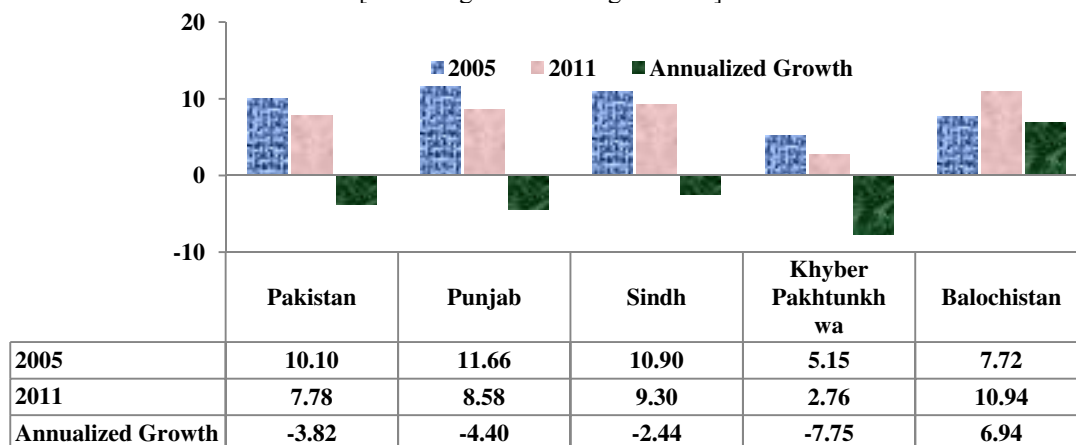 20
2005 2011 Annualized Growth
10
0
-10
Pakistan Punjab Sindh Khyber Pakhtunkh wa Balochistan
2005 10.10 11.66 10.90 5.15 7.72
2011 7.78 8.58 9.30 2.76 10.94
Annualized Growth -3.82 -4.40 -2.44 -7.75 6.94